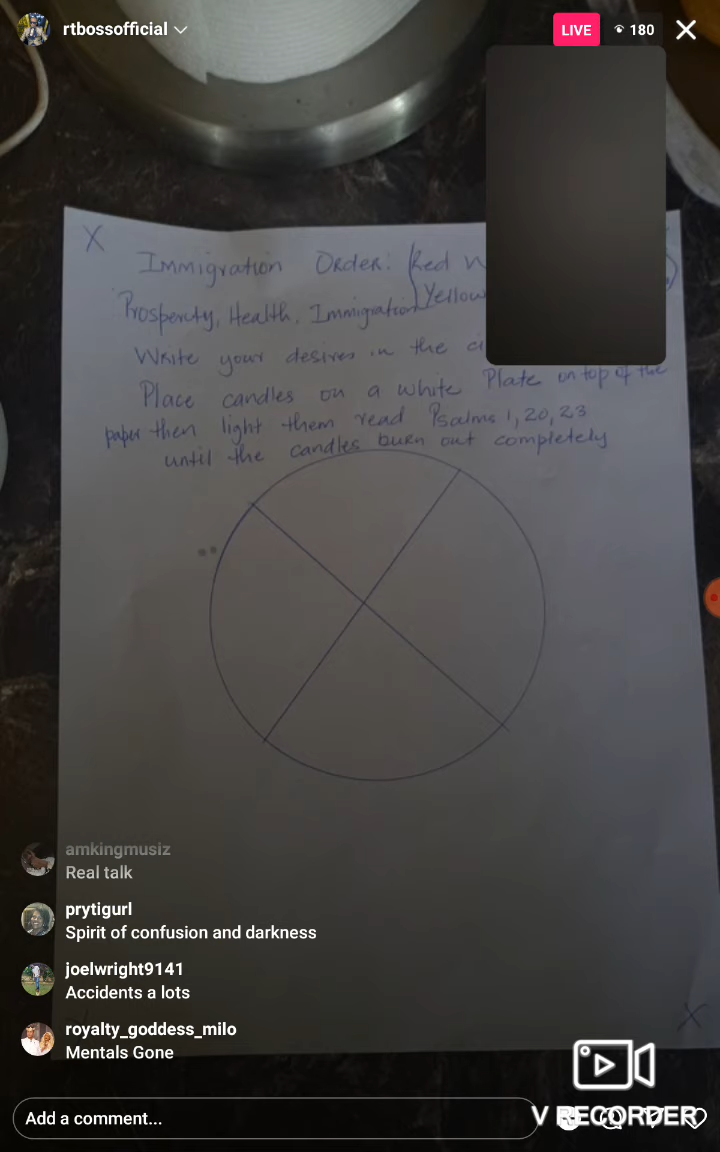 rtbossofficial
LIVE
180
X
Immigration Order: (Red
Yellow
Prosperity, Health, Immigration
Write your desires in the
Place candles on a white Plate on top of the
paper then light them read Psalms 1, 20, 23
until the candles burn out completely
amkingmusiz
Real talk
prytigurl
Spirit of confusion and darkness
joelwright9141
Accidents a lots
royalty_goddess_milo
Mentals Gone
X
Add a comment...
V RECORDER